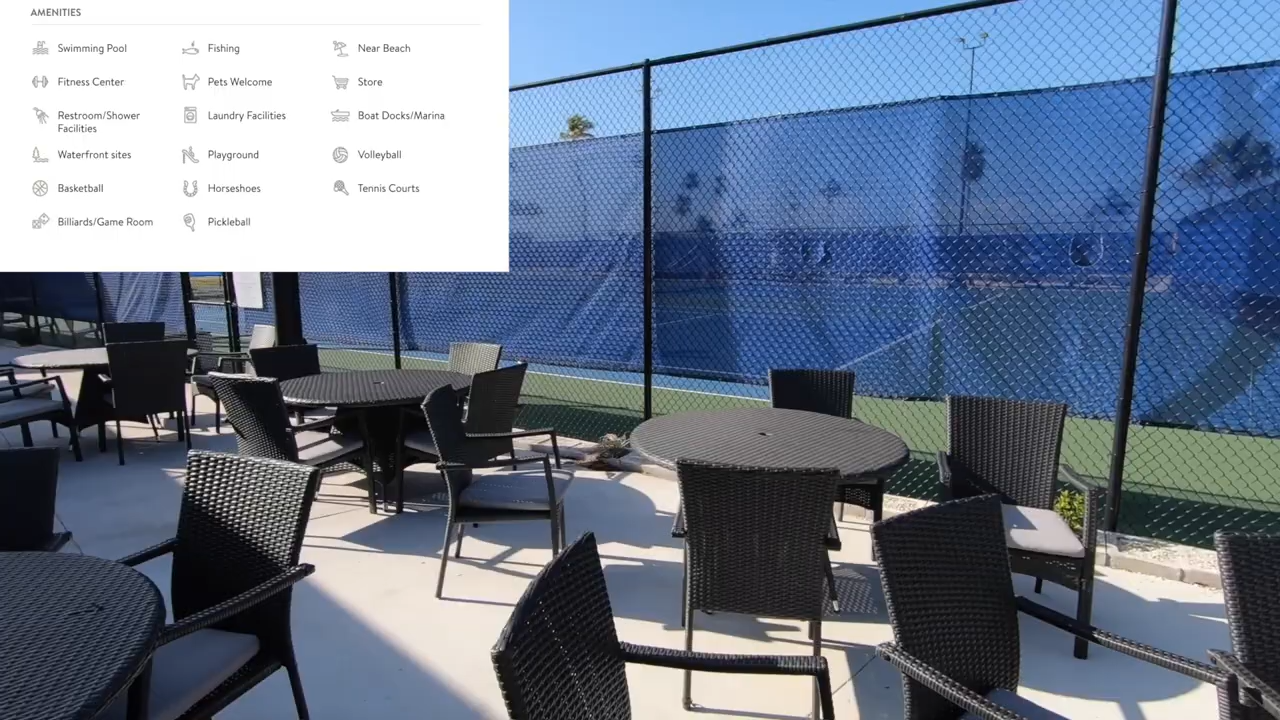 AMENITIES
Swimming Pool
Fishing
Near Beach
Fitness Center
Pets Welcome
Store
Restroom/Shower
Facilities
Laundry Facilities
Boat Docks/Marina
Waterfront sites
Playground
Volleyball
Basketball
Horseshoes
Tennis Courts
Billiards/Game Room
Pickleball